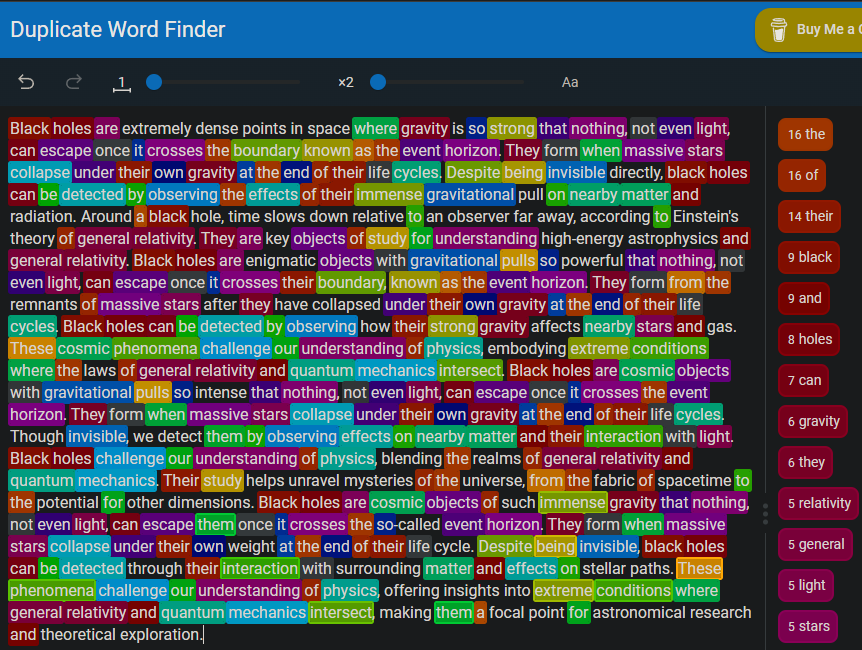 Duplicate Word Finder
Buy Me a
1
×2
Aa
Black holes are extremely dense points in space where gravity is so strong that nothing, not even light,
can escape once it crosses the boundary known as the event horizon. They form when massive stars
collapse under their own gravity at the end of their life cycles. Despite being invisible directly, black holes
can be detected by observing the effects of their immense gravitational pull on nearby matter and
radiation. Around a black hole, time slows down relative to an observer far away, according to Einstein's
theory of general relativity. They are key objects of study for understanding high-energy astrophysics and
general relativity. Black holes are enigmatic objects with gravitational pulls so powerful that nothing, not
even light, can escape once it crosses their boundary, known as the event horizon. They form from the
remnants of massive stars after they have collapsed under their own gravity at the end of their life
cycles. Black holes can be detected by observing how their strong gravity affects nearby stars and gas.
These cosmic phenomena challenge our understanding of physics, embodying extreme conditions
where the laws of general relativity and quantum mechanics intersect. Black holes are cosmic objects
with gravitational pulls so intense that nothing, not even light, can escape once it crosses the event
horizon. They form when massive stars collapse under their own gravity at the end of their life cycles.
Though invisible, we detect them by observing effects on nearby matter and their interaction with light.
Black holes challenge our understanding of physics, blending the realms of general relativity and
quantum mechanics. Their study helps unravel mysteries of the universe, from the fabric of spacetime to
the potential for other dimensions. Black holes are cosmic objects of such immense gravity that nothing,
not even light, can escape them once it crosses the so-called event horizon. They form when massive
stars collapse under their own weight at the end of their life cycle. Despite being invisible, black holes
can be detected through their interaction with surrounding matter and effects on stellar paths. These
phenomena challenge our understanding of physics, offering insights into extreme conditions where
general relativity and quantum mechanics intersect, making them a focal point for astronomical research
and theoretical exploration.
16 the
16 of
14 their
9 black
9 and
8 holes
7 can
6 gravity
6 they
5 relativity
5 general
5 light
5 stars